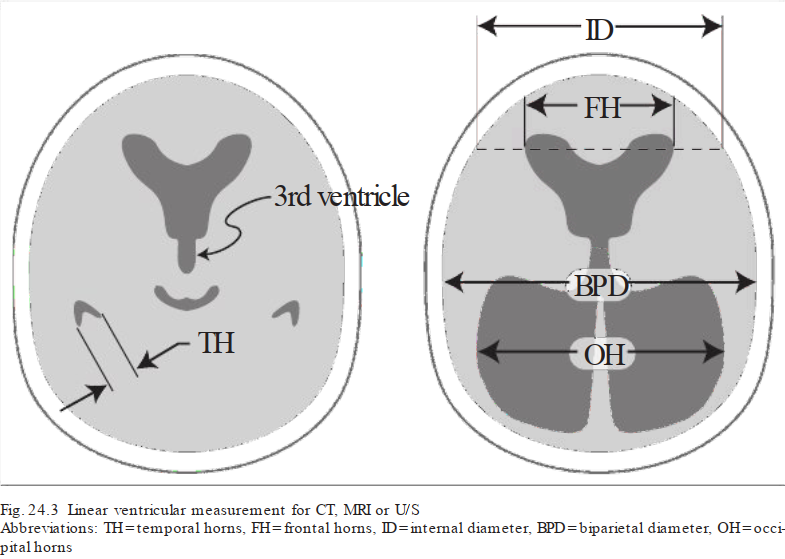 ID
FH
3rd ventricle
BPD
TH
OH
Fig. 24.3 Linear ventricular measurement for CT, MRI or U/S
Abbreviations: TH=temporal horns, FH=frontal horns, ID=internal diameter, BPD=biparietal diameter, OH=occi-
pital horns